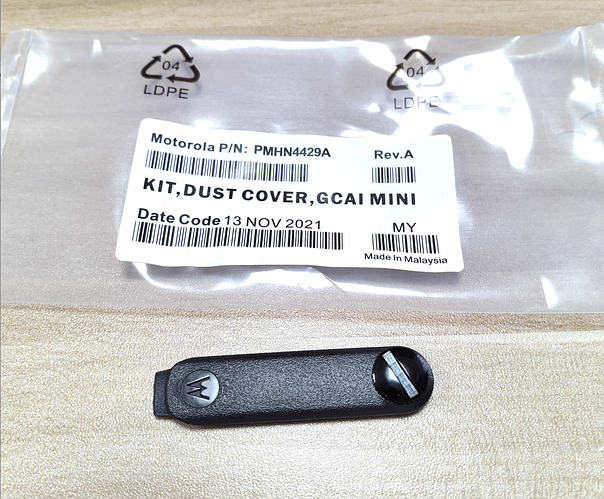 04
LDPE
04
LDPE
Motorola P/N: PMHN4429A
Rev.A
KIT,DUST COVER,GCAI MINI
Date Code 13 NOV 2021
MY
Made In Malaysia